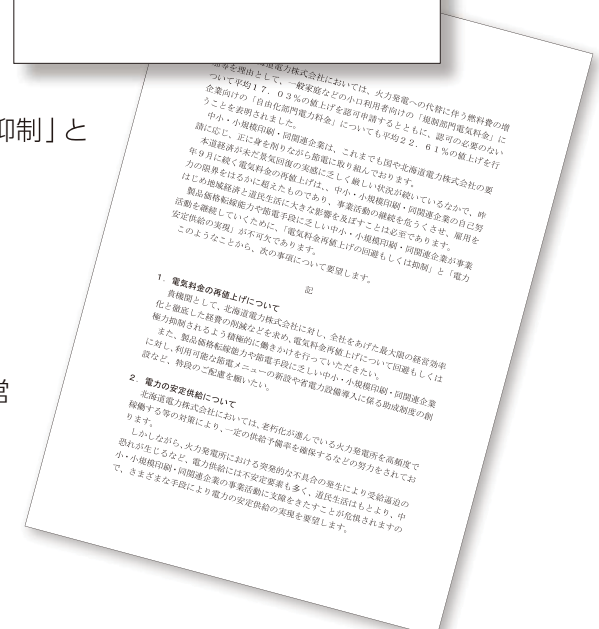 抑制」と
営
海道電力株式会社においては、火力発電への代替に伴う燃料費の増
を理由として、一般家庭などの小口利用者向けの「規制部門電気料金」に
ついて平均17．03％の値上げを認可申請するとともに、認可の必要のない
企業向けの「自由化部門電力料金」についても平均22．61％の値上げを行
うことを表明されました。
中小・小規模印刷・同関連企業は、これまでも国や北海道電力株式会社の要
請に応じ、正に身を削りながら節電に取り組んでおります。
本道経済が未だ景気回復の実感に乏しく厳しい状況が続いているなかで、昨
年９月に続く電気料金の再値上げは、、中小・小規模印刷・同関連企業の自己努
力の限界をはるかに超えたものであり、事業活動の継続を危うくさせ、雇用を
はじめ地域経済と道民生活に大きな影響を及ぼすことは必至であります。
製品価格転嫁能力や節電手段に乏しい中小・小規模印刷・同関連企業が事業
活動を継続していくために、「電気料金再値上げの回避もしくは抑制」と「電力
安定供給の実現」が不可欠であります。
このようなことから、次の事項について要望します。
記
１．電気料金の再値上げについて
貴機関として、北海道電力株式会社に対し、全社をあげた最大限の経営効率
化と徹底した経費の削減などを求め、電気料金再値上げについて回避もしくは
極力抑制されるよう積極的に働きかけを行っていただきたい。
また、製品価格転嫁能力や節電手段に乏しい中小・小規模印刷・同関連企業
に対し、利用可能な節電メニューの新設や省電力設備導入に係る助成制度の創
設など、特段のご配慮を願いたい。
２．電力の安定供給について
北海道電力株式会社においては、老朽化が進んでいる火力発電所を高頻度で
稼働する等の対策により、一定の供給予備率を確保するなどの努力をされてお
ります。
しかしながら、火力発電所における突発的な不具合の発生により受給逼迫の
恐れが生じるなど、電力供給には不安定要素も多く、道民生活はもとより、中
小・小規模印刷・同関連企業の事業活動に支障をきたすことが危惧されますの
で、さまざまな手段により電力の安定供給の実現を要望します。